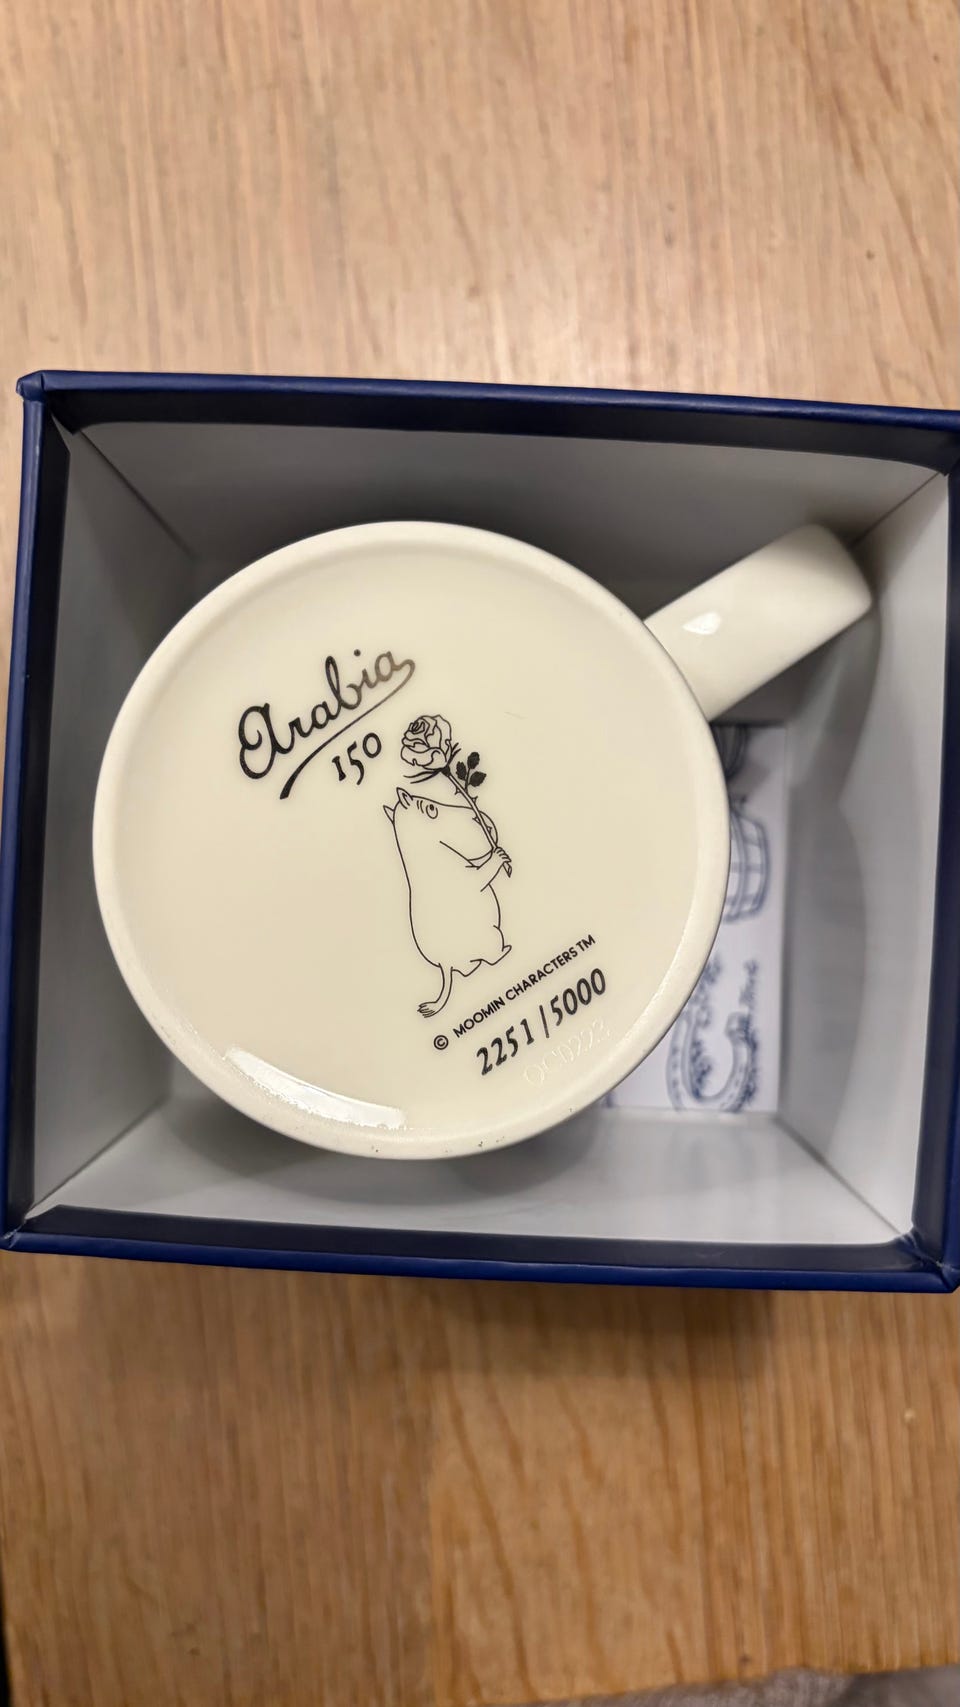 Arabia
150
© MOOMIN CHARACTERS TM
2251/5000